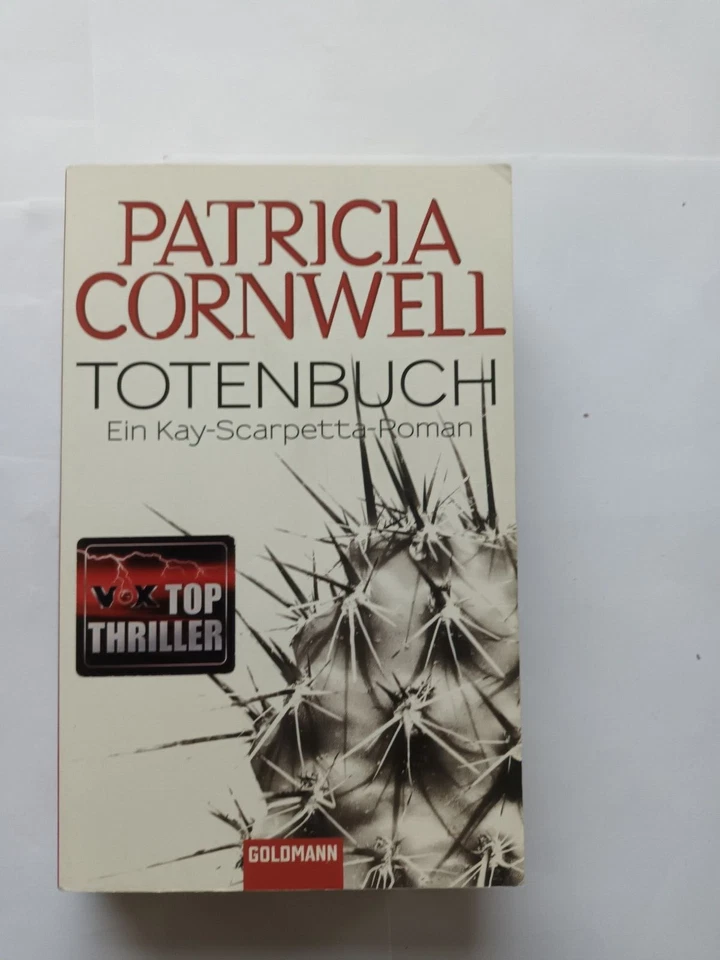 PATRICIA
CORNWELL
TOTENBUCH
Ein Kay-Scarpetta-Roman
VOX TOP
THRILLER
GOLDMANN